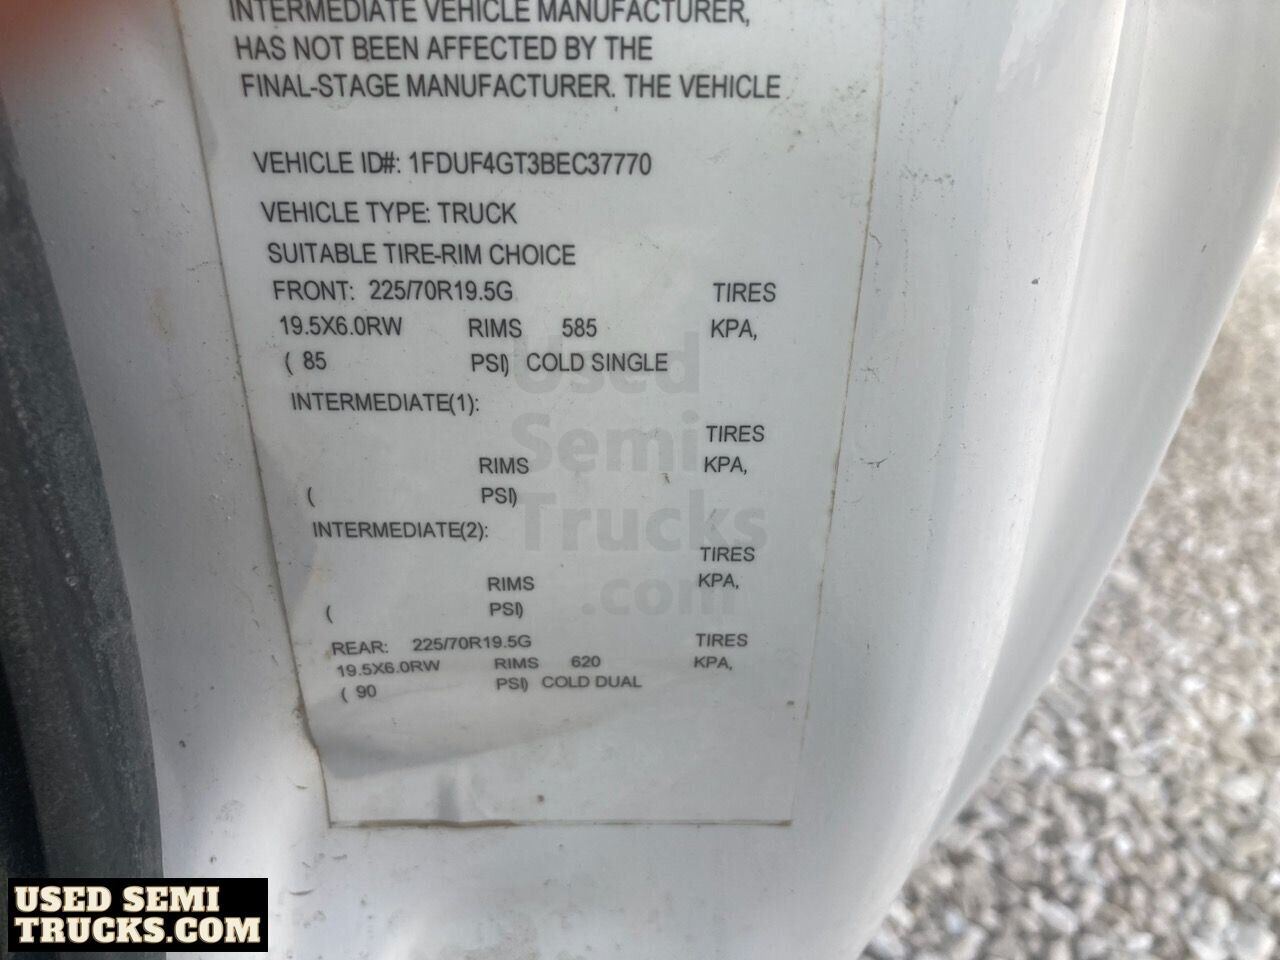 INTERMEDIATE VEHICLE MANUFACTURER,
HAS NOT BEEN AFFECTED BY THE
FINAL-STAGE MANUFACTURER. THE VEHICLE
VEHICLE ID#: 1FDUF4GT3BEC37770
VEHICLE TYPE: TRUCK
SUITABLE TIRE-RIM CHOICE
FRONT: 225/70R19.5G TIRES
19.5X6.0RW RIMS 585 KPA,
( 85 PSI) COLD SINGLE
INTERMEDIATE(1):
TIRES
RIMS KPA,
( PSI)
INTERMEDIATE(2):
TIRES
RIMS KPA,
( PSI)
REAR: 225/70R19.5G TIRES
19.5X6.0RW RIMS 620 KPA,
( 90 PSI) COLD DUAL
Used
Semi
Trucks
.com
USED SEMI
TRUCKS.COM